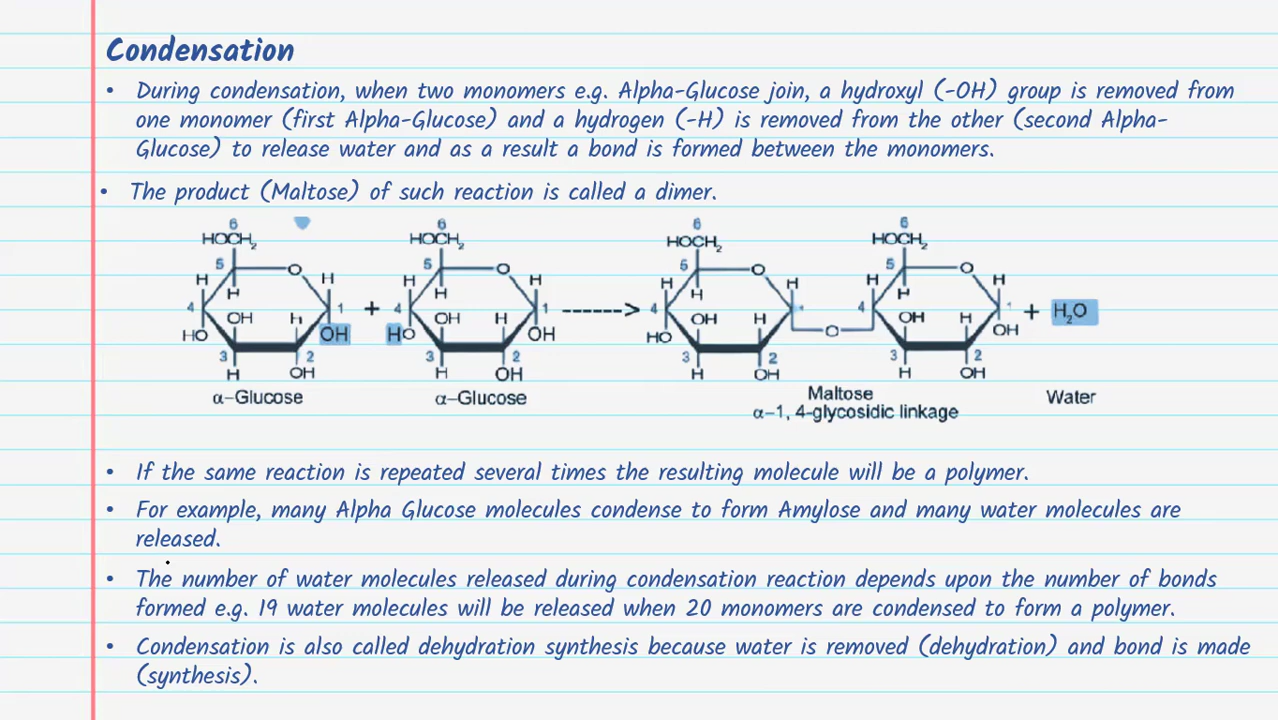 Condensation
• During condensation, when two monomers e.g. Alpha-Glucose join, a hydroxyl (-OH) group is removed from
one monomer (first Alpha-Glucose) and a hydrogen (-H) is removed from the other (second Alpha-
Glucose) to release water and as a result a bond is formed between the monomers.
• The product (Maltose) of such reaction is called a dimer.
6 6 6 6
HOCH2 HOCH2 HOCH2 HOCH2
5 O 5 O 5 O 5 O
H H H H H H H H
H H H H
4 1 + 4 1 ------> 4 4 1 + H2O
OH H OH H OH H OH H
HO OH HO OH HO O OH
3 2 3 2 3 2 3 2
H OH H OH H OH H OH
α-Glucose α-Glucose Maltose Water
α-1, 4-glycosidic linkage
• If the same reaction is repeated several times the resulting molecule will be a polymer.
• For example, many Alpha Glucose molecules condense to form Amylose and many water molecules are
released.
• The number of water molecules released during condensation reaction depends upon the number of bonds
formed e.g. 19 water molecules will be released when 20 monomers are condensed to form a polymer.
• Condensation is also called dehydration synthesis because water is removed (dehydration) and bond is made
(synthesis).